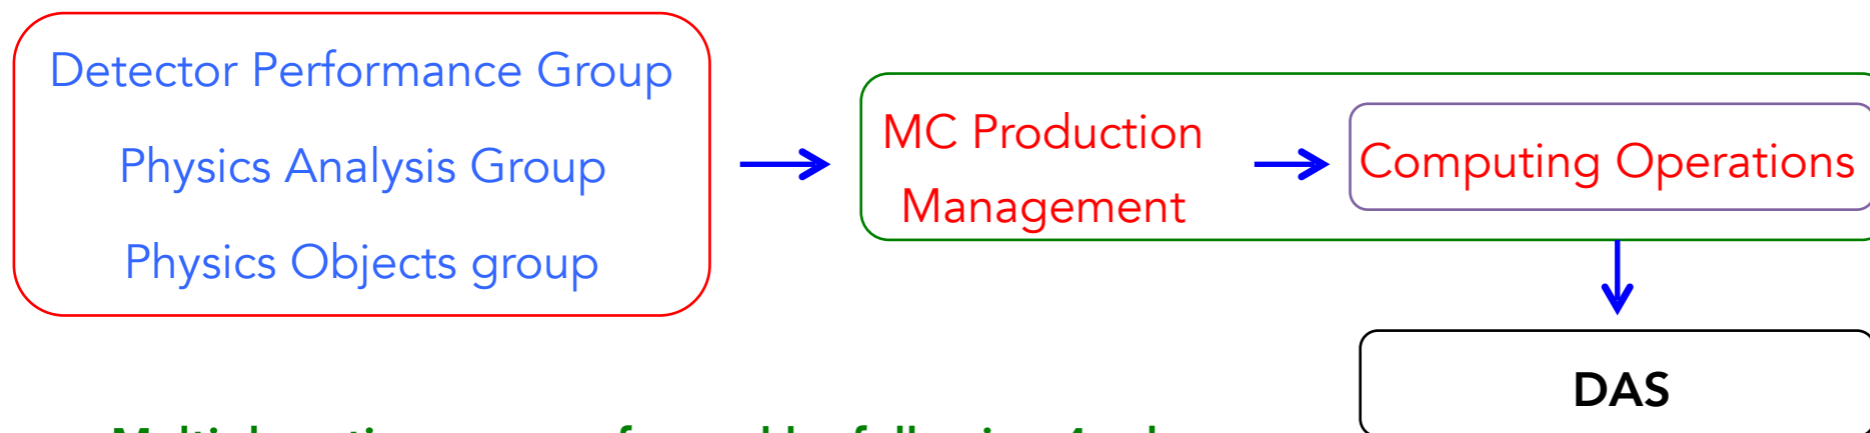 Detector Performance Group
Physics Analysis Group
Physics Objects group
MC Production
Management
Computing Operations
DAS